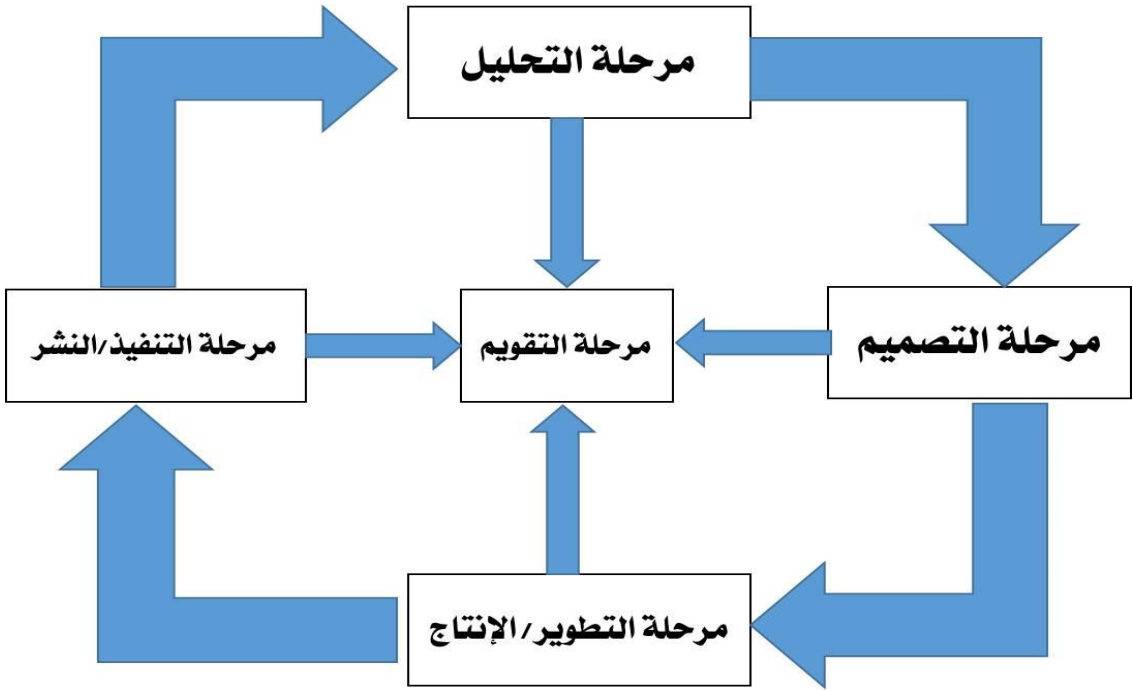 مرحلة التحليل
مرحلة التصميم
مرحلة التقويم
مرحلة التنفيذ/النشر
مرحلة التطوير/الإنتاج